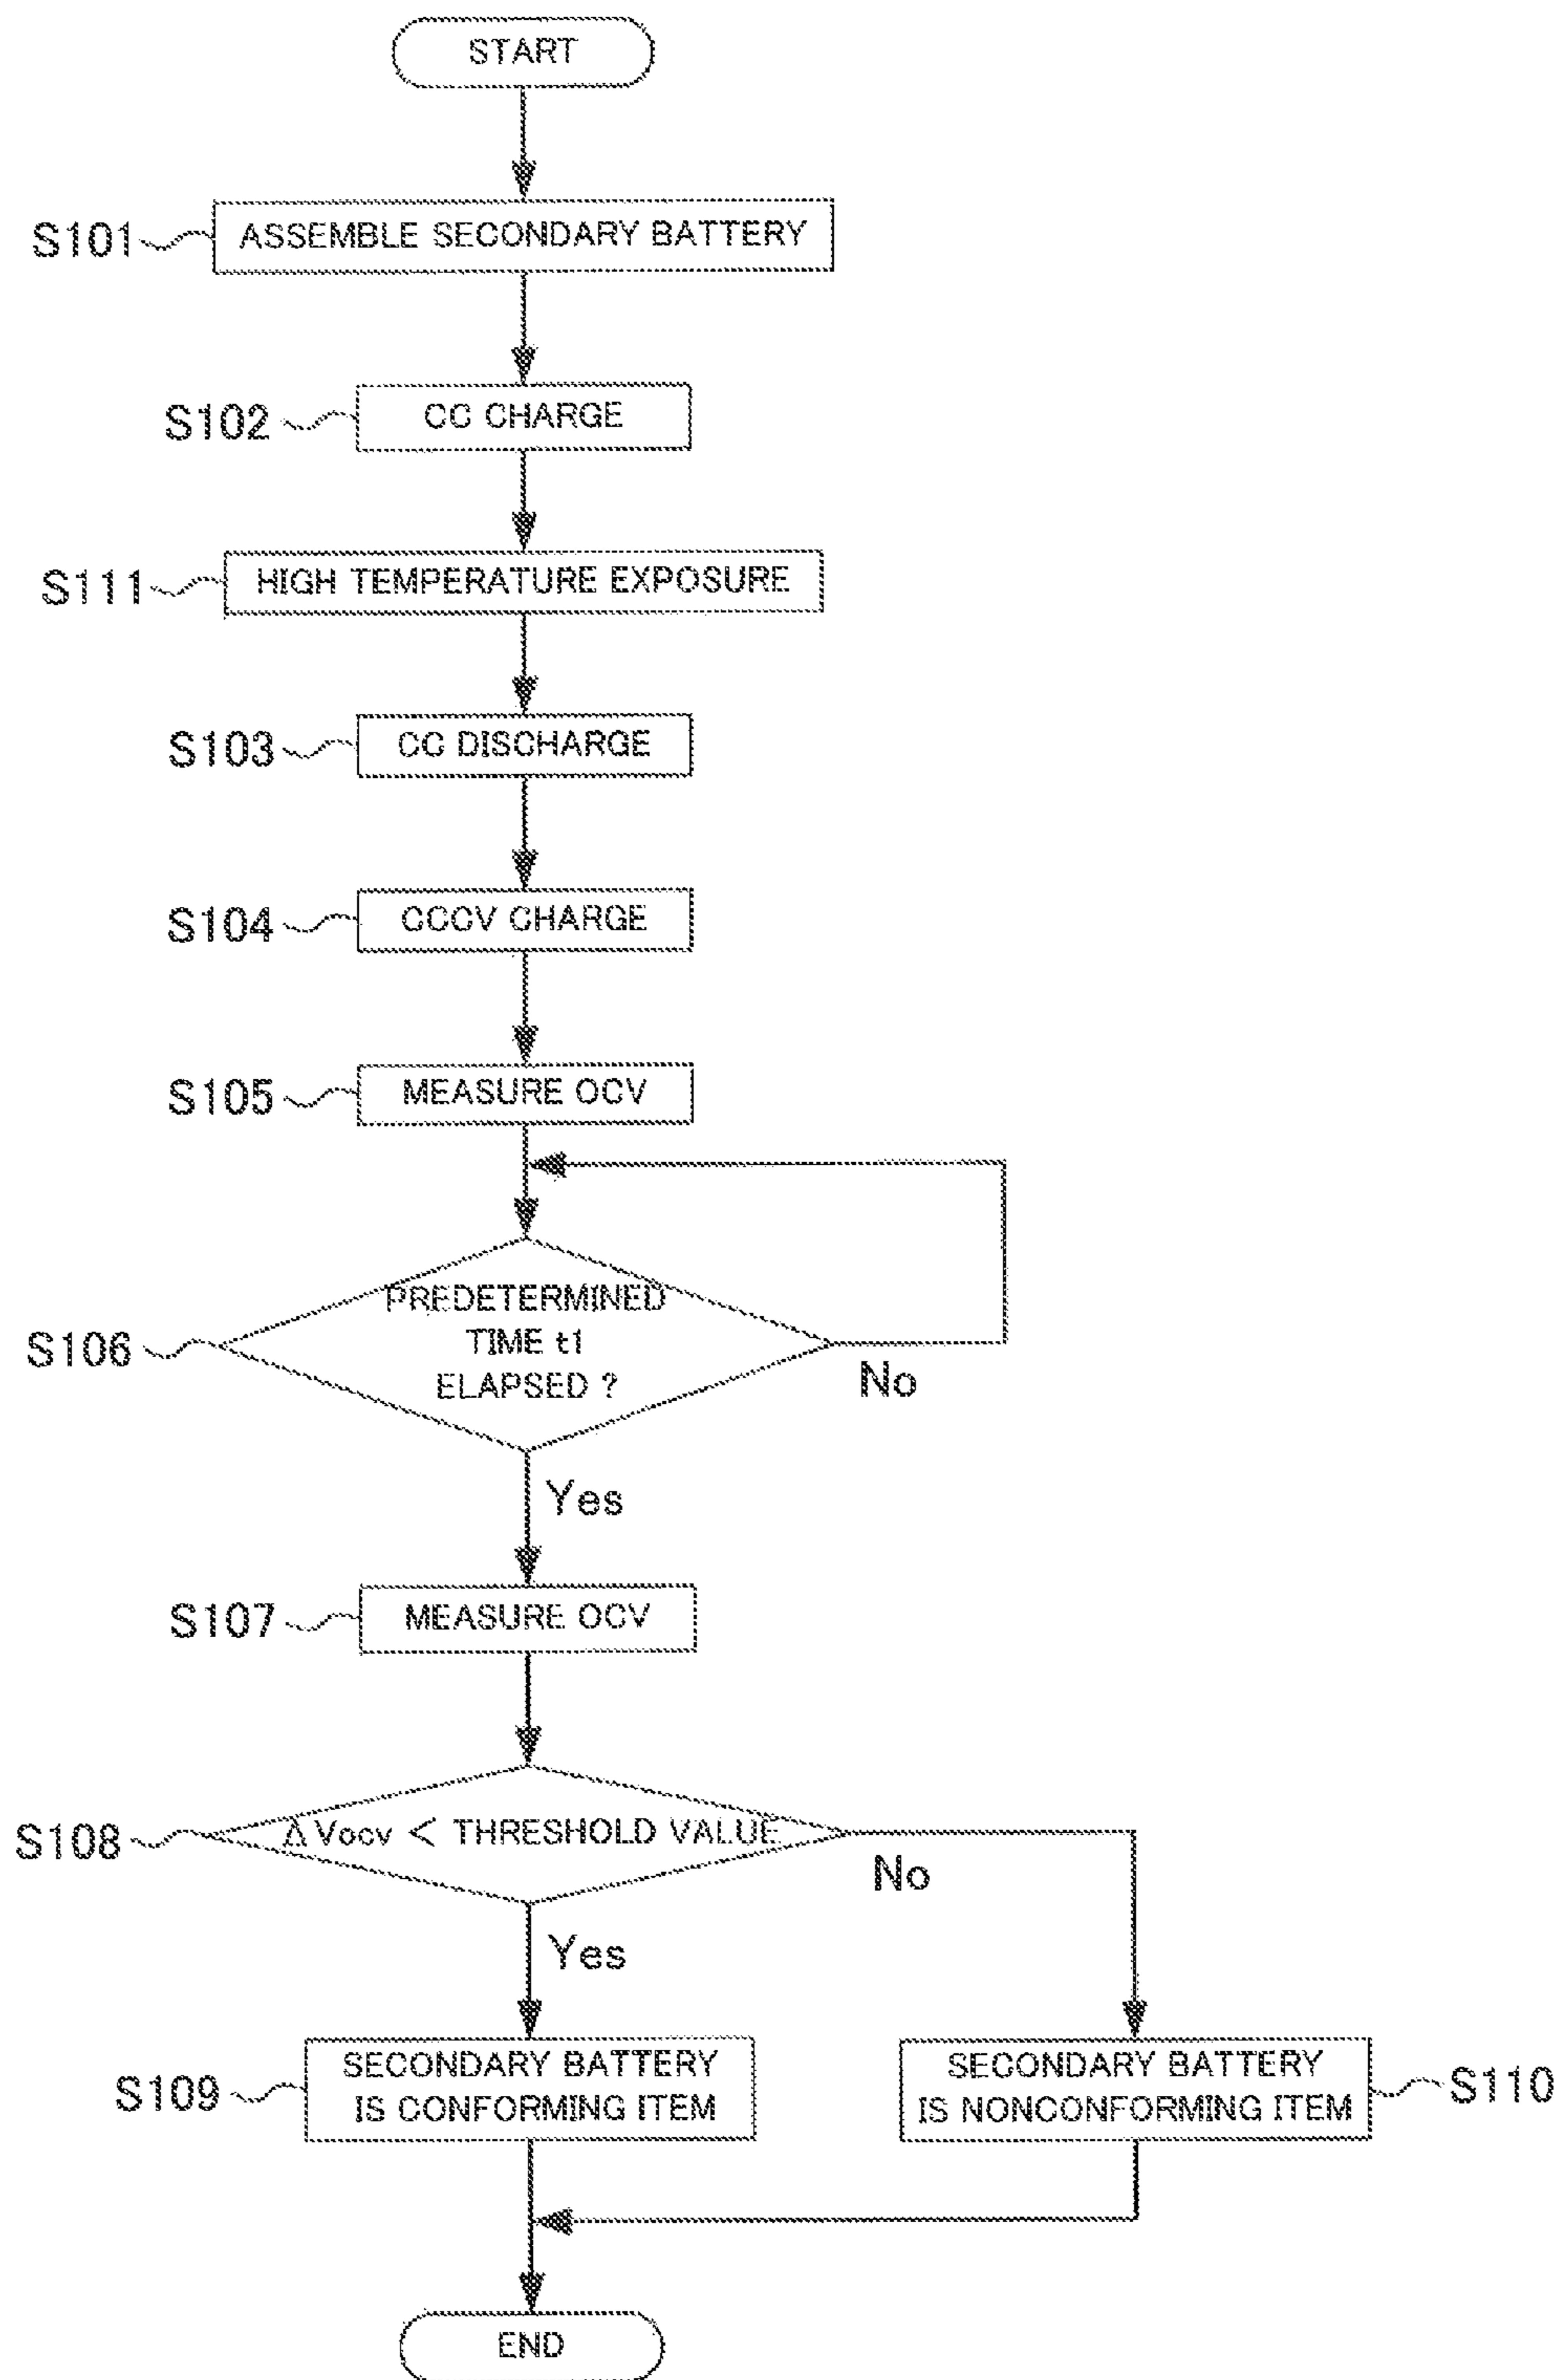 START
S101
ASSEMBLE SECONDARY BATTERY
S102
CC CHARGE
S111
HIGH TEMPERATURE EXPOSURE
S103
CC DISCHARGE
S104
CCCV CHARGE
S105
MEASURE OCV
S106
PREDETERMINED
TIME t1
ELAPSED ?
No
Yes
S107
MEASURE OCV
S108
Δ Vocv < THRESHOLD VALUE
No
Yes
S109
SECONDARY BATTERY
IS CONFORMING ITEM
SECONDARY BATTERY
IS NONCONFORMING ITEM
S110
END